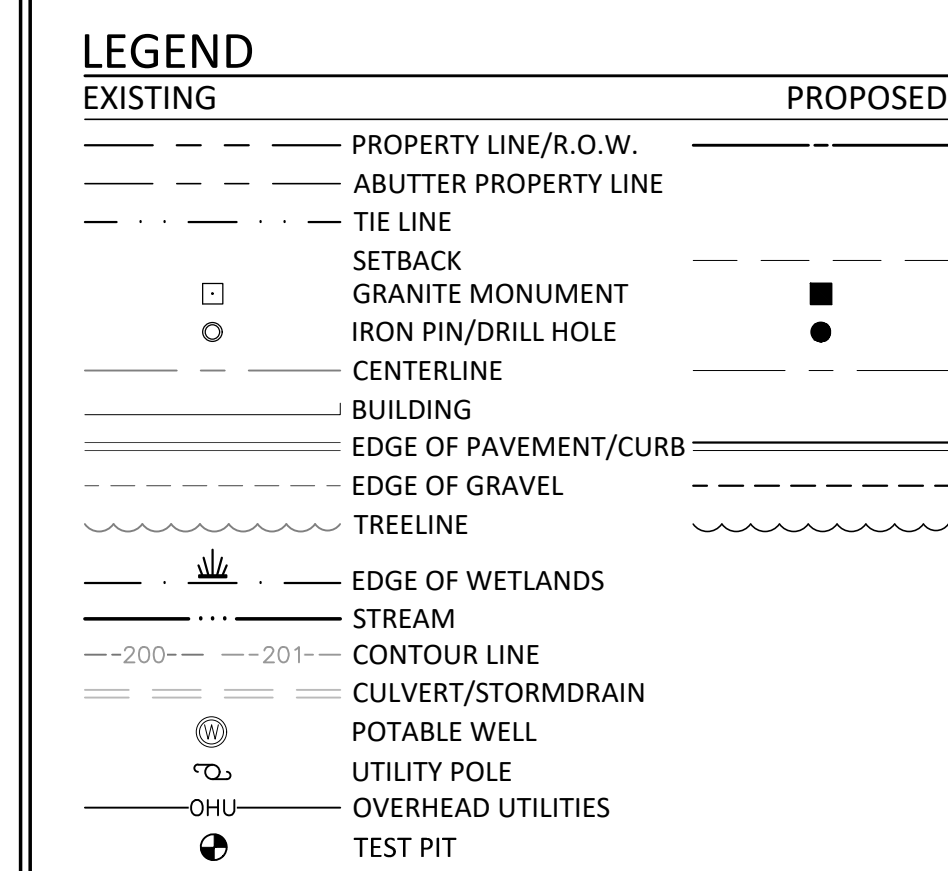 LEGEND
EXISTING PROPOSED
PROPERTY LINE/R.O.W.
ABUTTER PROPERTY LINE
TIE LINE
SETBACK
GRANITE MONUMENT
IRON PIN/DRILL HOLE
CENTERLINE
BUILDING
EDGE OF PAVEMENT/CURB
EDGE OF GRAVEL
TREELINE
EDGE OF WETLANDS
STREAM
200 201 CONTOUR LINE
CULVERT/STORMDRAIN
W POTABLE WELL
UTILITY POLE
OHU OVERHEAD UTILITIES
TEST PIT